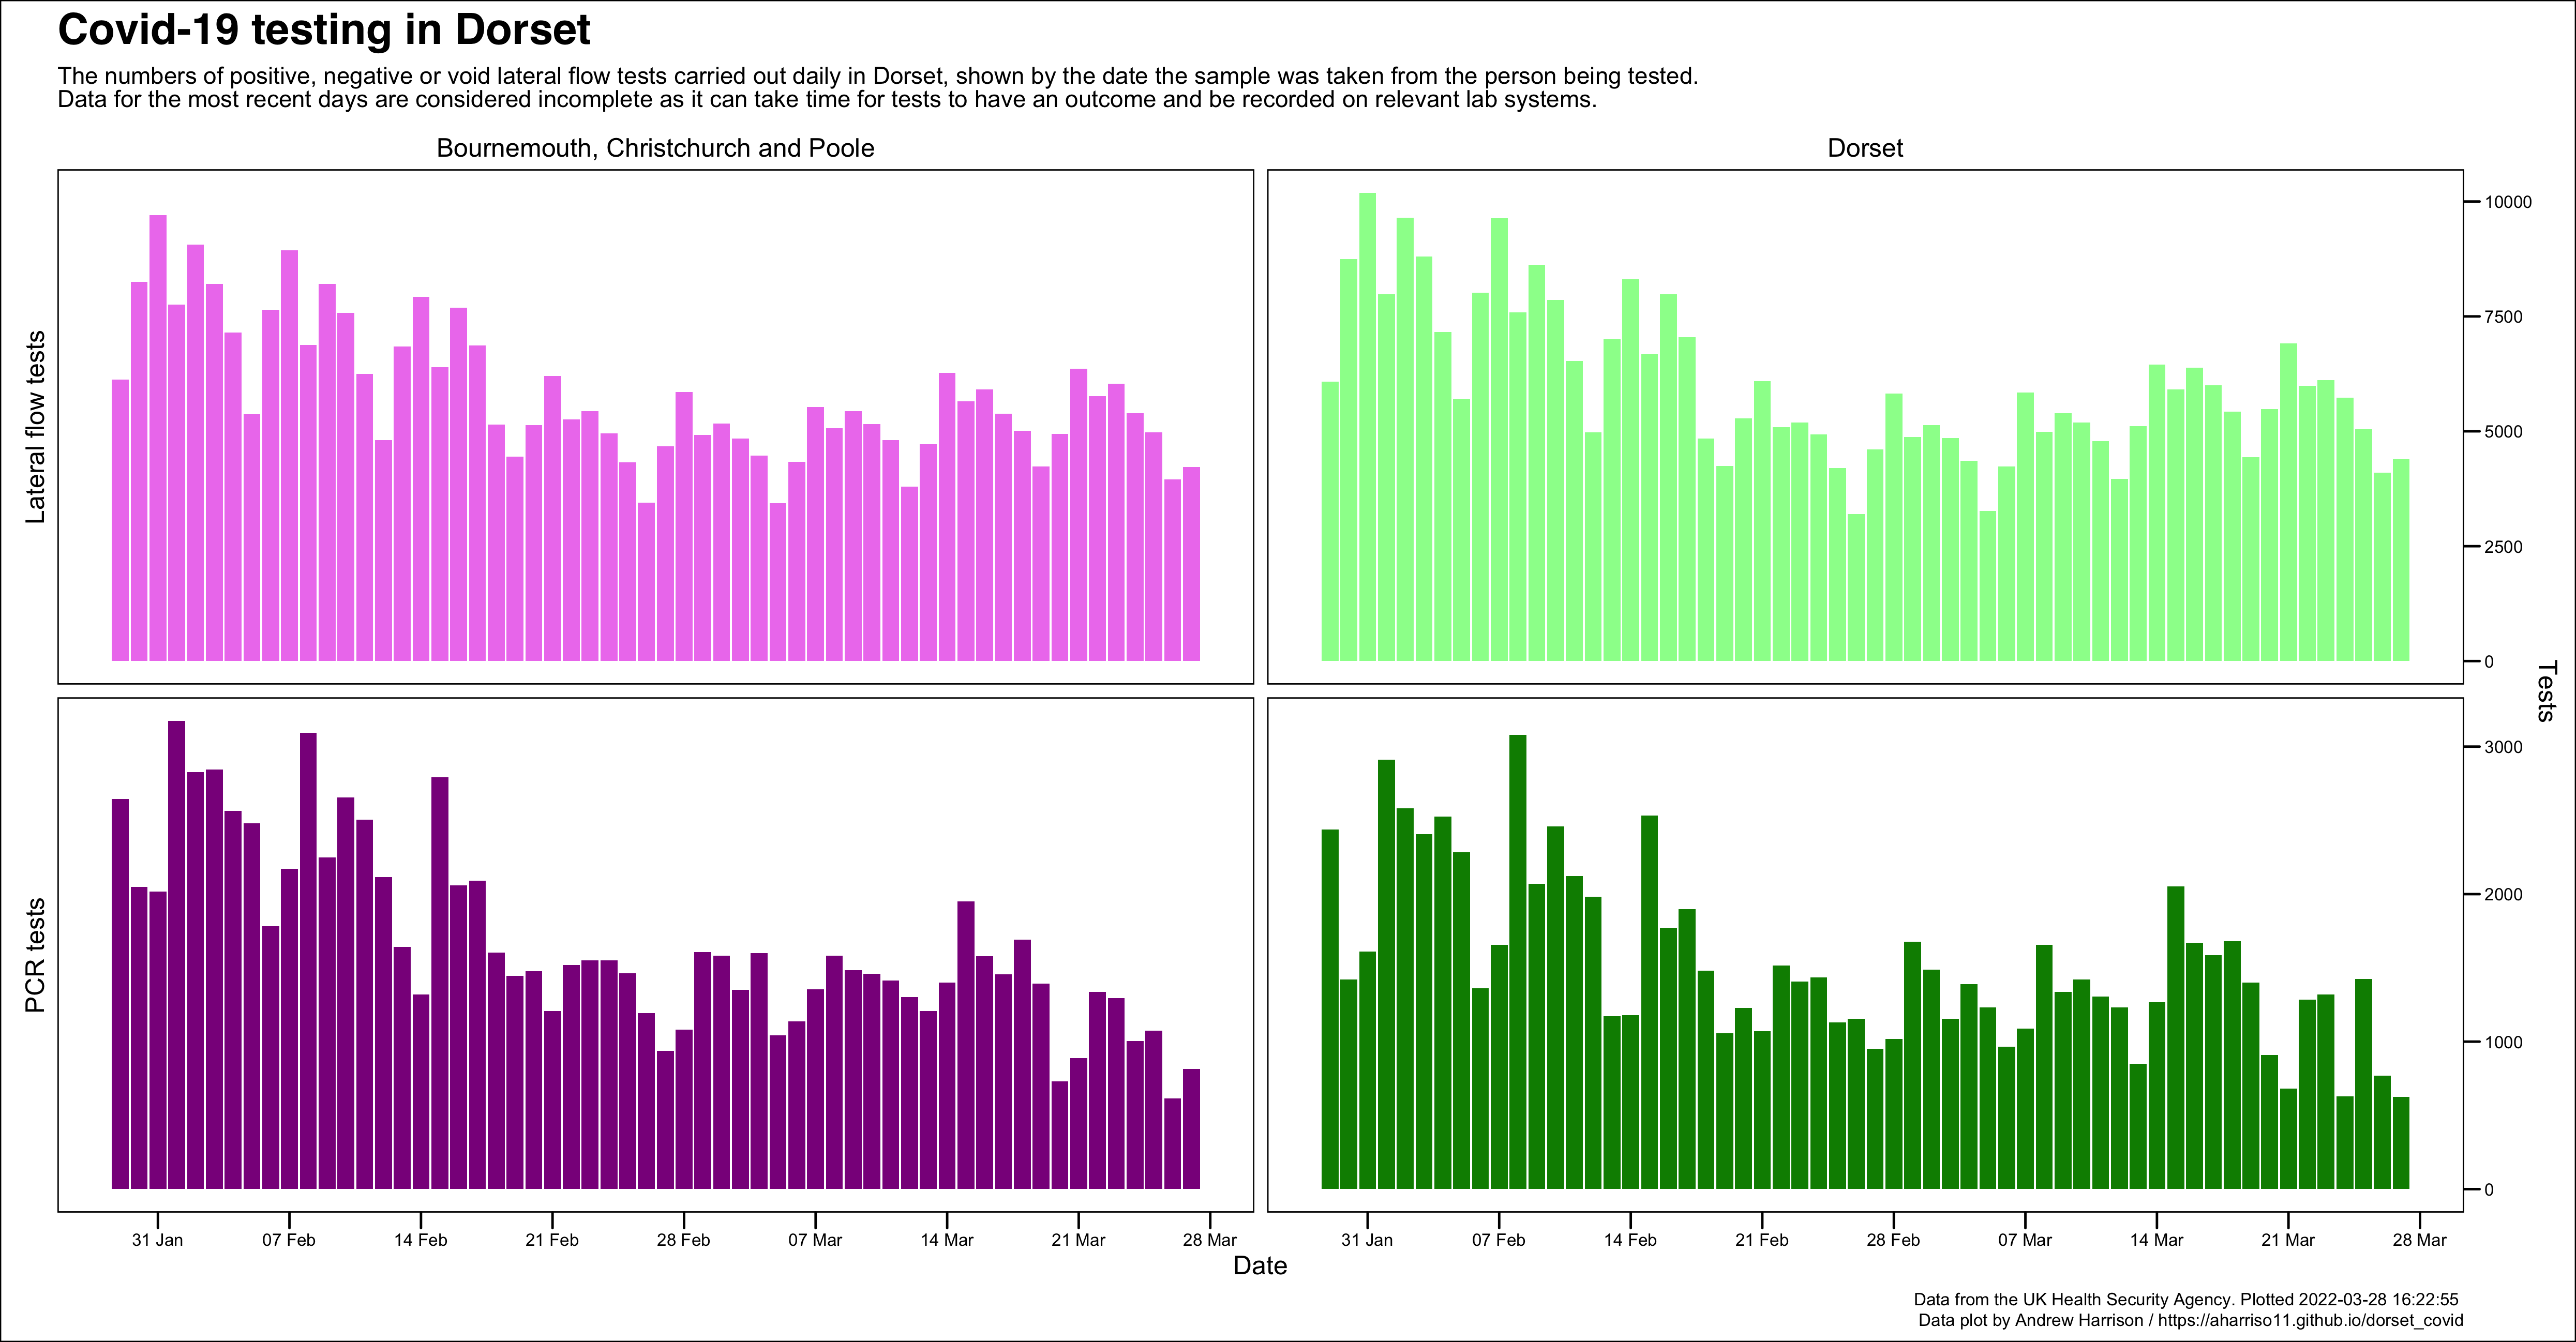 Covid-19 testing in Dorset
The numbers of positive, negative or void lateral flow tests carried out daily in Dorset, shown by the date the sample was taken from the person being tested.
Data for the most recent days are considered incomplete as it can take time for tests to have an outcome and be recorded on relevant lab systems.
Bournemouth, Christchurch and Poole
Dorset
Lateral flow tests
10000
7500
5000
2500
0
Tests
PCR tests
3000
2000
1000
0
31 Jan 07 Feb 14 Feb 21 Feb 28 Feb 07 Mar 14 Mar 21 Mar 28 Mar
31 Jan 07 Feb 14 Feb 21 Feb 28 Feb 07 Mar 14 Mar 21 Mar 28 Mar
Date
Data from the UK Health Security Agency. Plotted 2022-03-28 16:22:55
Data plot by Andrew Harrison / https://aharriso11.github.io/dorset_covid